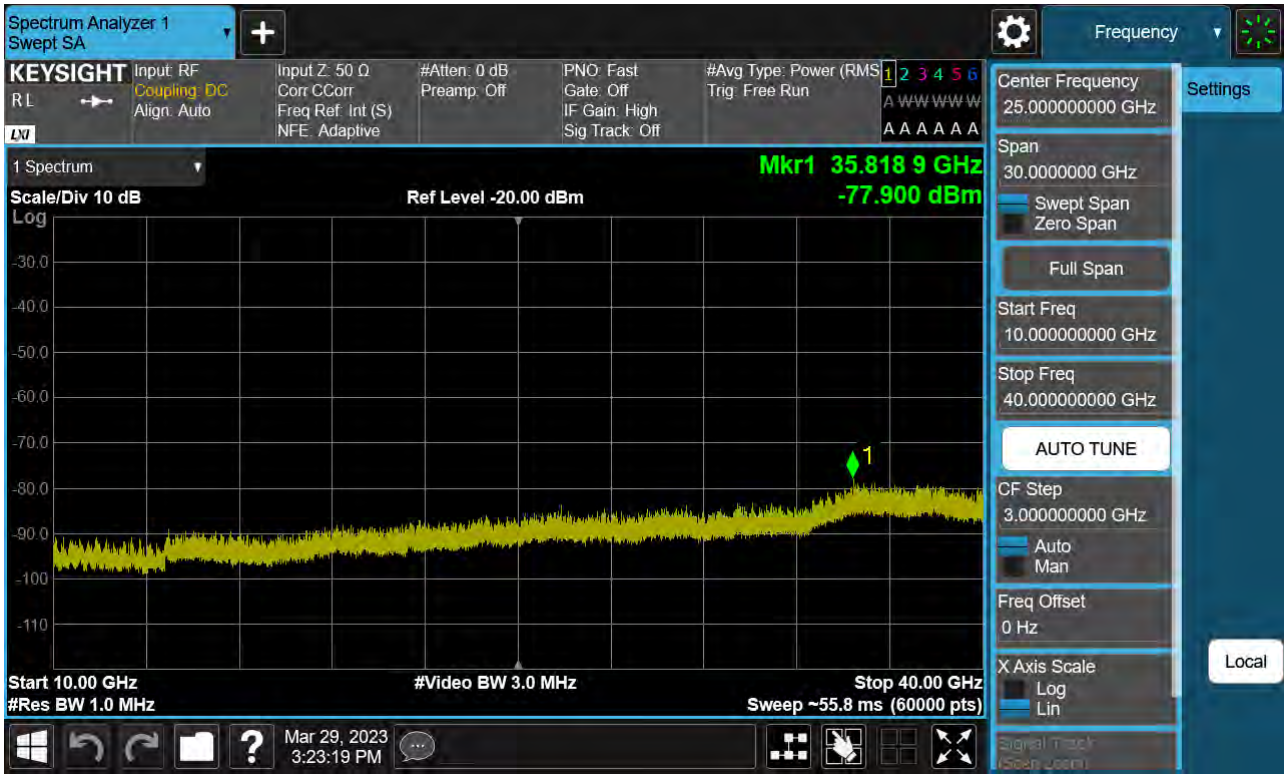 Spectrum Analyzer 1
Swept SA
Frequency
KEYSIGHT
RL
LXI
Input: RF
Coupling: DC
Align: Auto
Input Z: 50 Ω
Corr CCorr
Freq Ref: Int (S)
NFE: Adaptive
#Atten: 0 dB
Preamp: Off
PNO: Fast
Gate: Off
IF Gain: High
Sig Track: Off
#Avg Type: Power (RMS
Trig: Free Run
1 2 3 4 5 6
A W W W W W
A A A A A A
1 Spectrum
Scale/Div 10 dB
Ref Level -20.00 dBm
Mkr1 35.818 9 GHz
-77.900 dBm
Log
-30.0
-40.0
-50.0
-60.0
-70.0
-80.0
-90.0
-100
-110
1
Start 10.00 GHz
#Video BW 3.0 MHz
Stop 40.00 GHz
#Res BW 1.0 MHz
Sweep ~55.8 ms (60000 pts)
Center Frequency
25.000000000 GHz
Span
30.0000000 GHz
Swept Span
Zero Span
Full Span
Start Freq
10.000000000 GHz
Stop Freq
40.000000000 GHz
AUTO TUNE
CF Step
3.000000000 GHz
Auto
Man
Freq Offset
0 Hz
X Axis Scale
Log
Lin
Signal Track
(Span Zoom)
Settings
Local
?
Mar 29, 2023
3:23:19 PM